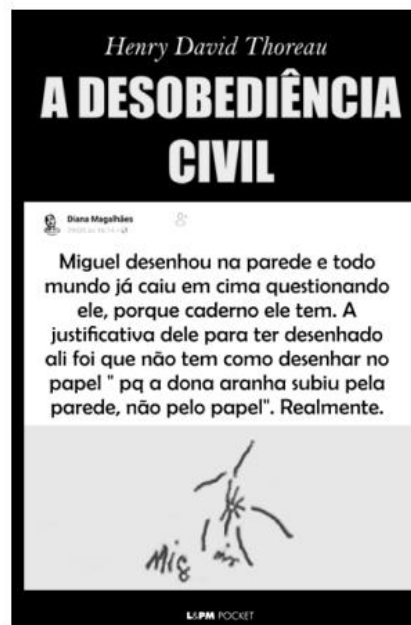 Henry David Thoreau
A DESOBEDIÊNCIA
CIVIL
Diana Magalhães
Miguel desenhou na parede e todo
mundo já caiu em cima questionando
ele, porque caderno ele tem. A
justificativa dele para ter desenhado
ali foi que não tem como desenhar no
papel " pq a dona aranha subiu pela
parede, não pelo papel". Realmente.
Mig
L&PM POCKET